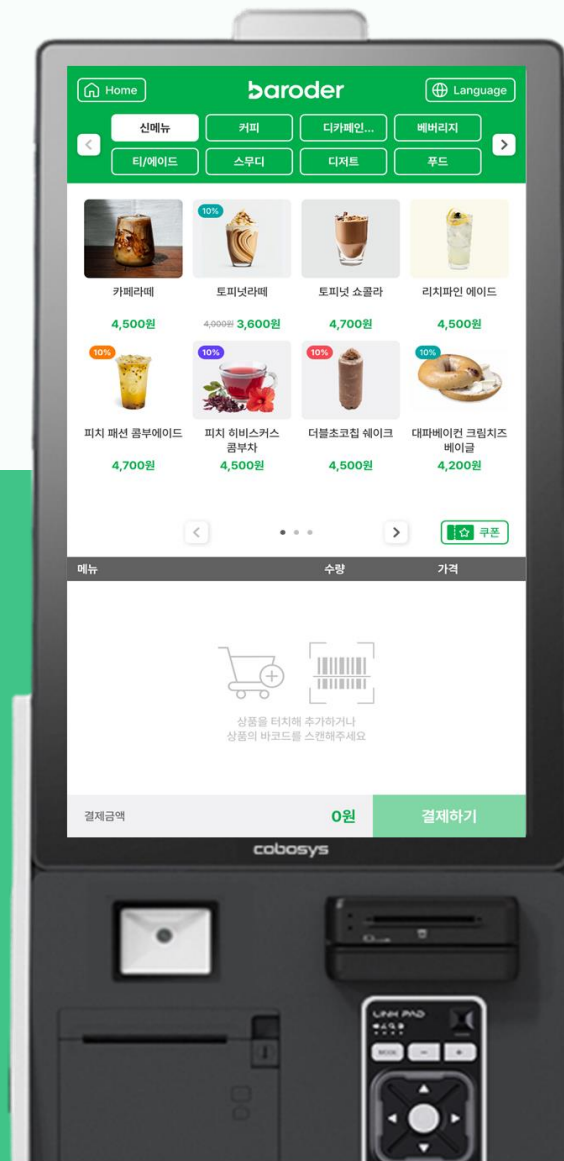 Home
baroder
Language
신메뉴
커피
디카페인...
베버리지
티/에이드
스무디
디저트
푸드
카페라떼
4,500원
10%
토피넛라떼
4,000원 3,600원
토피넛 쇼콜라
4,700원
리치파인 에이드
4,500원
10%
피치 패션 콤부에이드
4,700원
10%
피치 히비스커스
콤부차
4,500원
10%
더블초코칩 쉐이크
4,500원
10%
대파베이컨 크림치즈
베이글
4,200원
쿠폰
메뉴
수량
가격
상품을 터치해 추가하거나
상품의 바코드를 스캔해주세요
결제금액
0원
결제하기
cobosys
LINK PAD
MODE